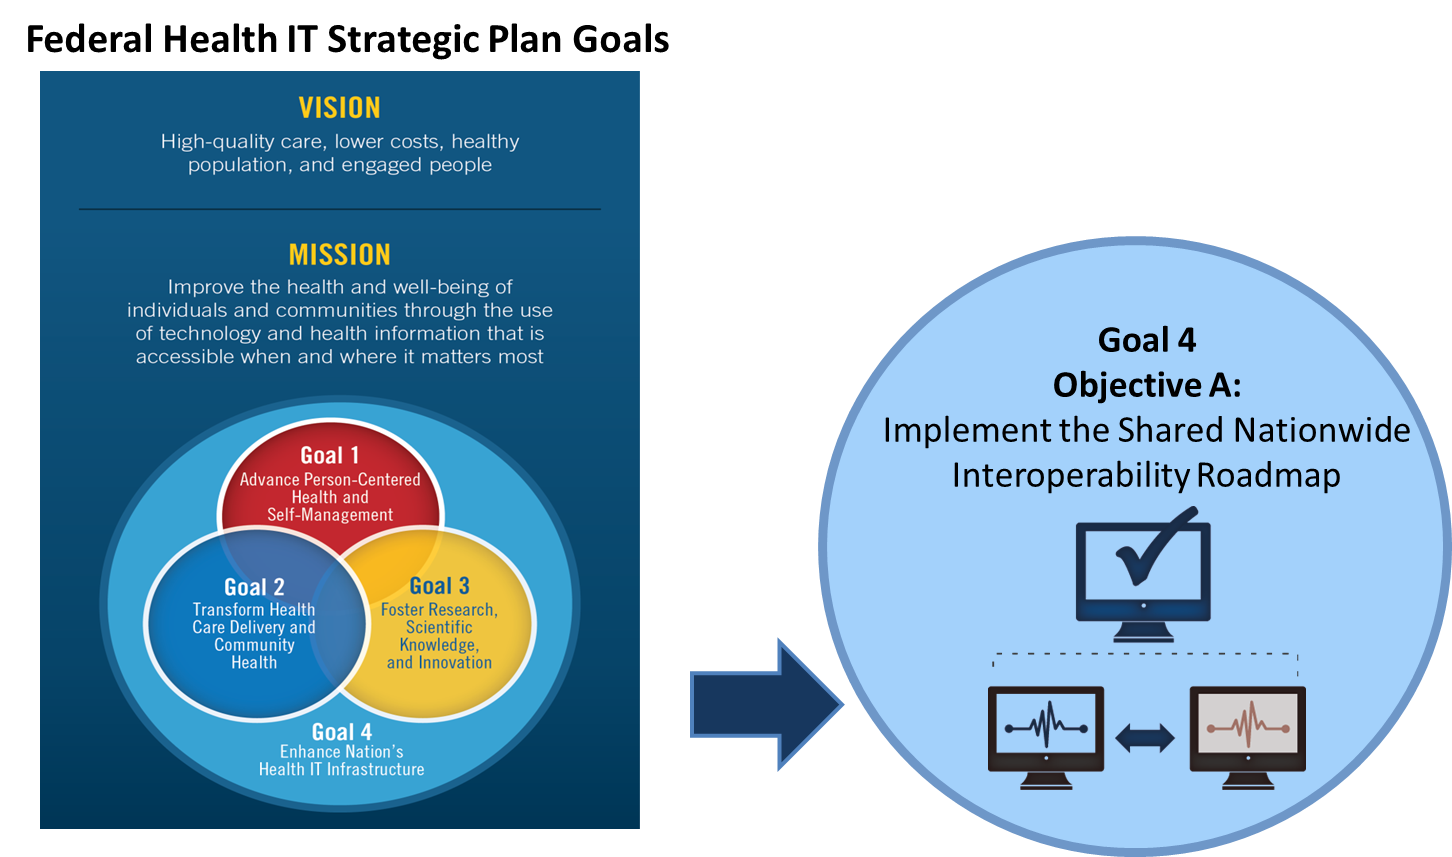 Federal Health IT Strategic Plan Goals
VISION
High-quality care, lower costs, healthy
population, and engaged people
MISSION
Improve the health and well-being of
individuals and communities through the use
of technology and health information that is
accessible when and where it matters most
Goal 1
Advance Person-Centered
Health and
Self-Management
Goal 2
Transform Health
Care Delivery and
Community
Health
Goal 3
Foster Research,
Scientific
Knowledge,
and Innovation
Goal 4
Enhance Nation's
Health IT Infrastructure
Goal 4
Objective A:
Implement the Shared Nationwide
Interoperability Roadmap